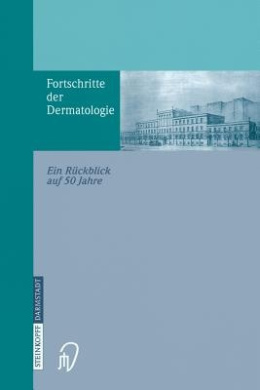 Fortschritte
der
Dermatologie
Ein Rückblick
auf 50 Jahre
STEINKOPFF
DARMSTADT